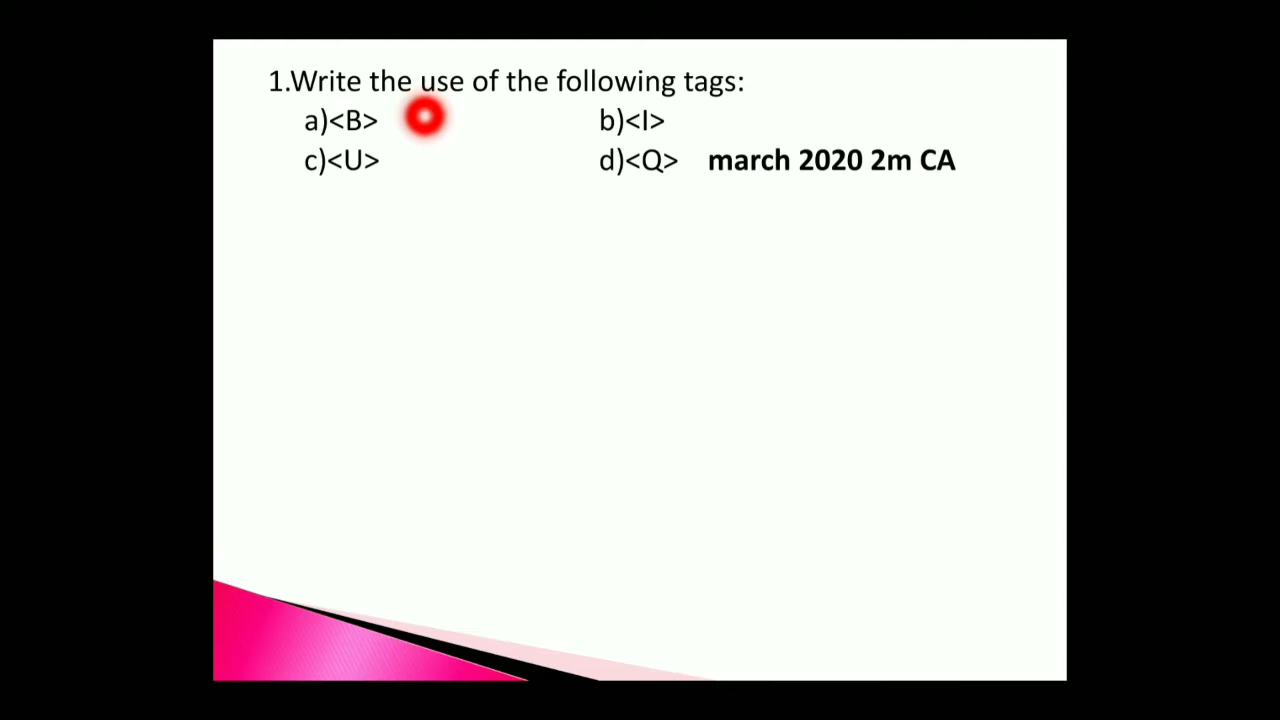 1.Write the use of the following tags:
a)<B> b)<I>
c)<U> d)<Q> march 2020 2m CA